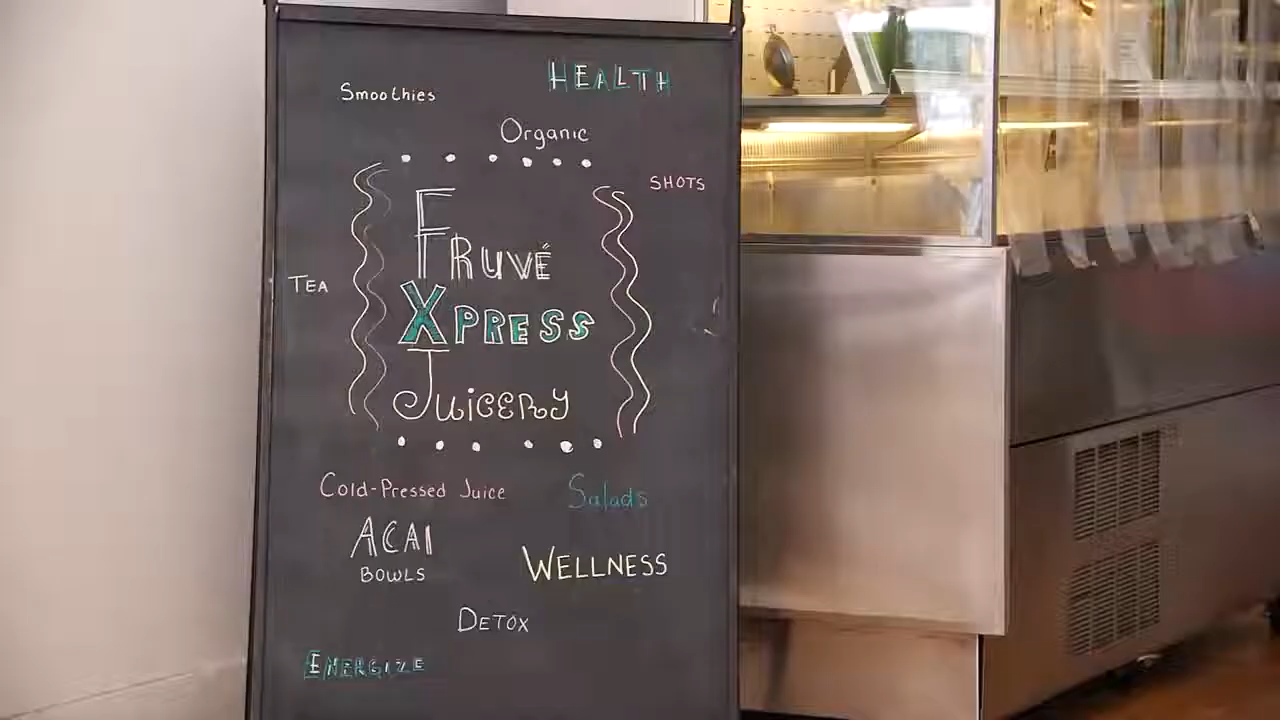 HEALTH
Smoothies
Organic
SHOTS
FRUVÉ
TEA
XPRESS
JUICERY
Cold-Pressed Juice
Salads
ACAI
BOWLS
WELLNESS
DETOX
ENERGIZE